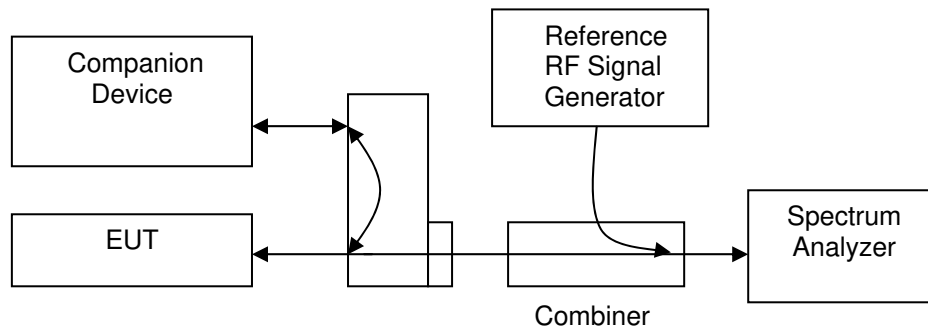 Companion
Device
Reference
RF Signal
Generator
EUT
Spectrum
Analyzer
Combiner